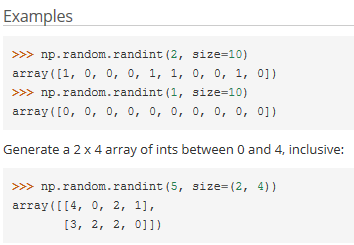 Examples
>>> np.random.randint(2, size=10)
array([1, 0, 0, 0, 1, 1, 0, 0, 1, 0])
>>> np.random.randint(1, size=10)
array([0, 0, 0, 0, 0, 0, 0, 0, 0, 0])
Generate a 2 x 4 array of ints between 0 and 4, inclusive:
>>> np.random.randint(5, size=(2, 4))
array([[4, 0, 2, 1],
       [3, 2, 2, 0]])